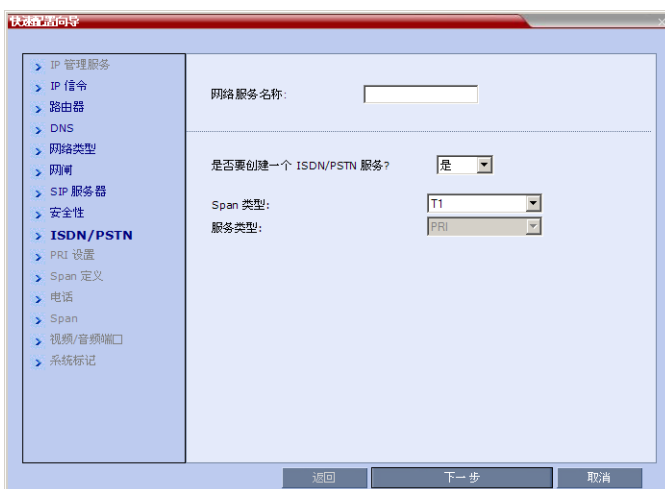 快速配置向导
IP 管理服务
IP 信令
路由器
DNS
网络类型
网闸
SIP 服务器
安全性
ISDN/PSTN
PRI 设置
Span 定义
电话
Span
视频/音频端口
系统标记
网络服务名称:
是否要创建一个 ISDN/PSTN 服务? 是
Span 类型: T1
服务类型: PRI
返回 下一步 取消